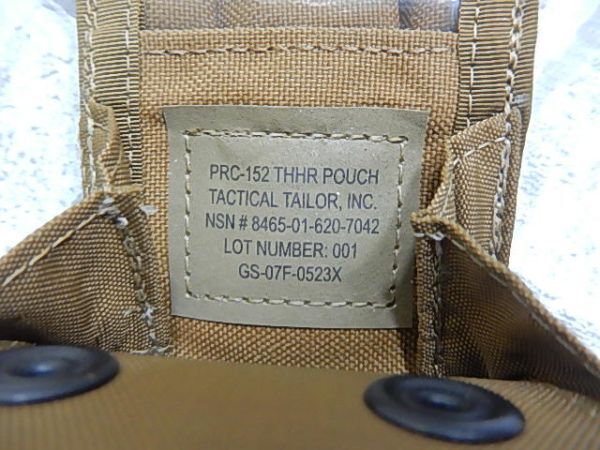 PRC-152 THHR POUCH
TACTICAL TAILOR, INC.
NSN # 8465-01-620-7042
LOT NUMBER: 001
GS-07F-0523X